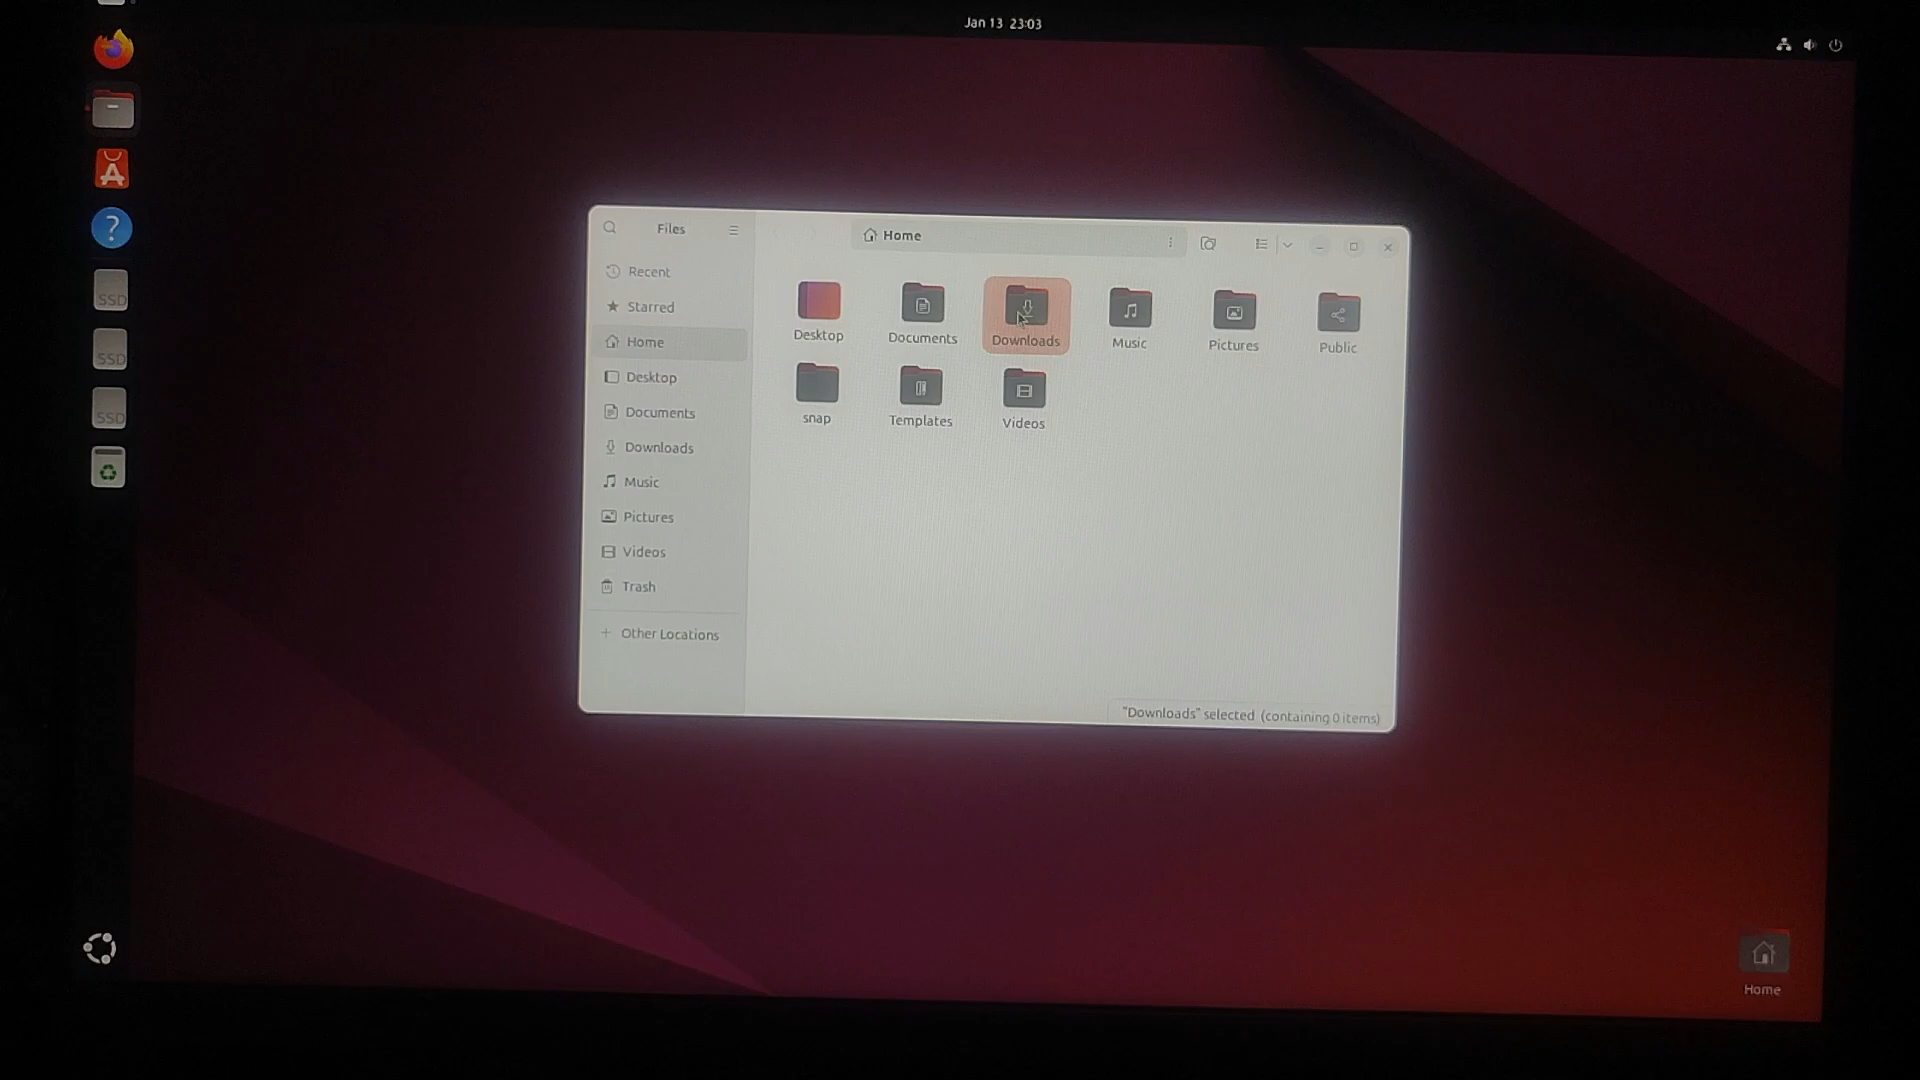 Jan 13 23:03
Files
Home
Recent
Starred
Home
Desktop
Documents
Downloads
Music
Pictures
Videos
Trash
Other Locations
Desktop
Documents
Downloads
Music
Pictures
Public
snap
Templates
Videos
"Downloads" selected (containing 0 items)
SSD
SSD
SSD
Home